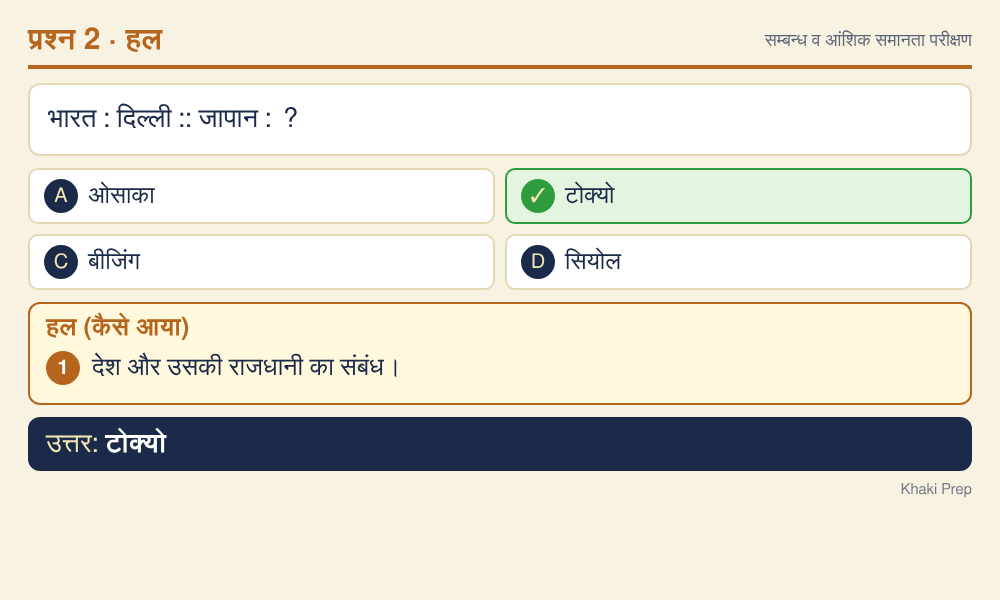 प्रश्न 2 · हल
सम्बन्ध व आंशिक समानता परीक्षण
भारत : दिल्ली :: जापान : ?
A ओसाका
✓ टोक्यो
C बीजिंग
D सियोल
हल (कैसे आया)
1 देश और उसकी राजधानी का संबंध।
उत्तर: टोक्यो
Khaki Prep